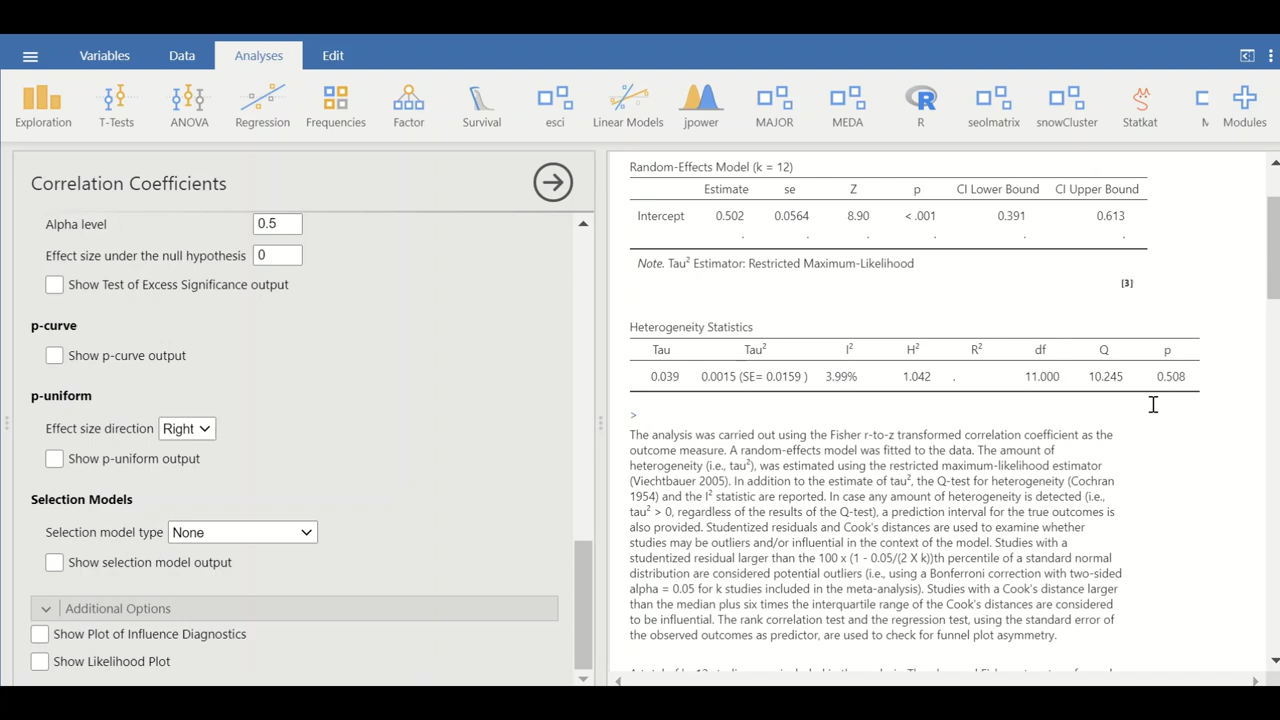 Variables Data Analyses Edit
Exploration T-Tests ANOVA Regression Frequencies Factor Survival esci Linear Models jpower MAJOR MEDA R seolmatrix snowCluster Statkat M Modules
Correlation Coefficients
Alpha level 0.5
Effect size under the null hypothesis 0
Show Test of Excess Significance output
p-curve
Show p-curve output
p-uniform
Effect size direction Right
Show p-uniform output
Selection Models
Selection model type None
Show selection model output
Additional Options
Show Plot of Influence Diagnostics
Show Likelihood Plot
Random-Effects Model (k = 12)
Estimate se Z p CI Lower Bound CI Upper Bound
Intercept 0.502 0.0564 8.90 < .001 0.391 0.613
. . . . . .
Note. Tau² Estimator: Restricted Maximum-Likelihood
[3]
Heterogeneity Statistics
Tau Tau² I² H² R² df Q p
0.039 0.0015 (SE= 0.0159 ) 3.99% 1.042 . 11.000 10.245 0.508
>
The analysis was carried out using the Fisher r-to-z transformed correlation coefficient as the
outcome measure. A random-effects model was fitted to the data. The amount of
heterogeneity (i.e., tau²), was estimated using the restricted maximum-likelihood estimator
(Viechtbauer 2005). In addition to the estimate of tau², the Q-test for heterogeneity (Cochran
1954) and the I² statistic are reported. In case any amount of heterogeneity is detected (i.e.,
tau² > 0, regardless of the results of the Q-test), a prediction interval for the true outcomes is
also provided. Studentized residuals and Cook's distances are used to examine whether
studies may be outliers and/or influential in the context of the model. Studies with a
studentized residual larger than the 100 x (1 - 0.05/(2 X k))th percentile of a standard normal
distribution are considered potential outliers (i.e., using a Bonferroni correction with two-sided
alpha = 0.05 for k studies included in the meta-analysis). Studies with a Cook's distance larger
than the median plus six times the interquartile range of the Cook's distances are considered
to be influential. The rank correlation test and the regression test, using the standard error of
the observed outcomes as predictor, are used to check for funnel plot asymmetry.